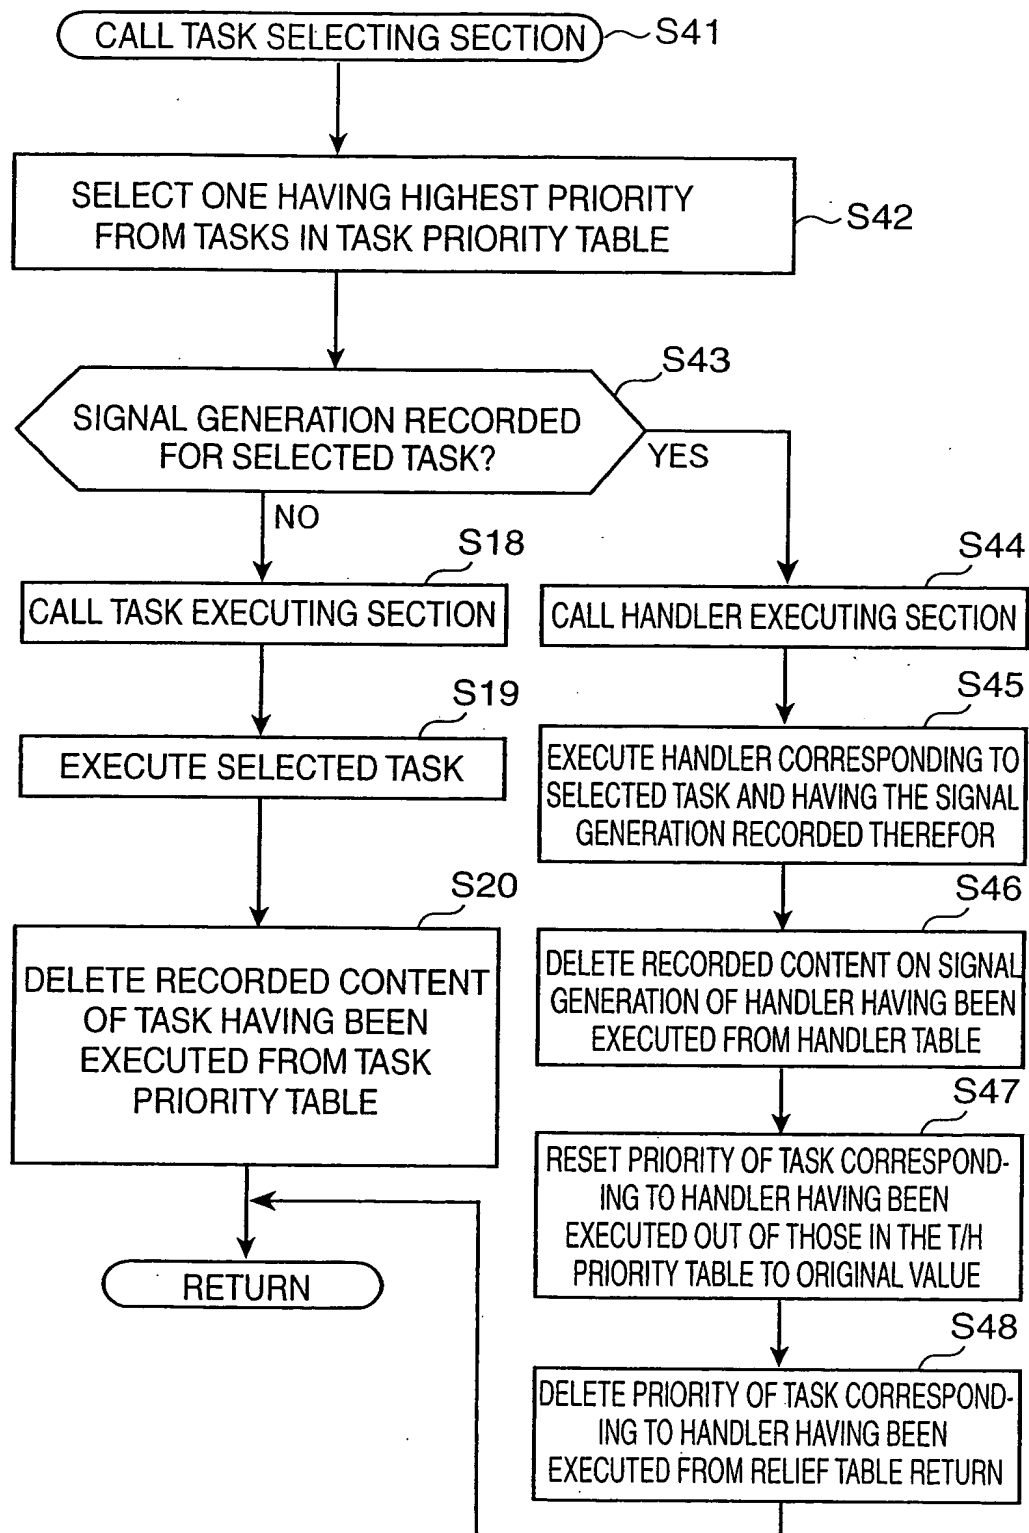 CALL TASK SELECTING SECTION
S41
SELECT ONE HAVING HIGHEST PRIORITY
FROM TASKS IN TASK PRIORITY TABLE
S42
S43
SIGNAL GENERATION RECORDED
FOR SELECTED TASK?
YES
NO
S18
CALL TASK EXECUTING SECTION
S19
EXECUTE SELECTED TASK
S20
DELETE RECORDED CONTENT
OF TASK HAVING BEEN
EXECUTED FROM TASK
PRIORITY TABLE
RETURN
S44
CALL HANDLER EXECUTING SECTION
S45
EXECUTE HANDLER CORRESPONDING TO
SELECTED TASK AND HAVING THE SIGNAL
GENERATION RECORDED THEREFOR
S46
DELETE RECORDED CONTENT ON SIGNAL
GENERATION OF HANDLER HAVING BEEN
EXECUTED FROM HANDLER TABLE
S47
RESET PRIORITY OF TASK CORRESPOND-
ING TO HANDLER HAVING BEEN
EXECUTED OUT OF THOSE IN THE T/H
PRIORITY TABLE TO ORIGINAL VALUE
S48
DELETE PRIORITY OF TASK CORRESPOND-
ING TO HANDLER HAVING BEEN
EXECUTED FROM RELIEF TABLE RETURN